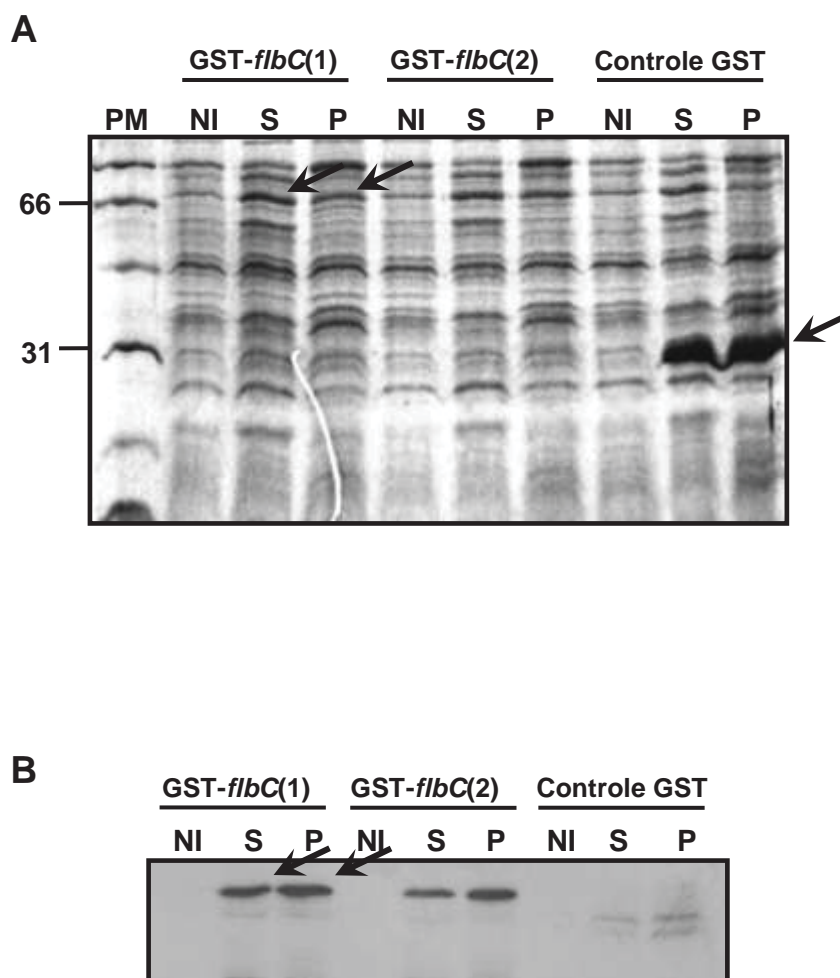 A
GST-flbC(1) GST-flbC(2) Controle GST
PM NI S P NI S P NI S P
66
31
B
GST-flbC(1) GST-flbC(2) Controle GST
NI S P NI S P NI S P